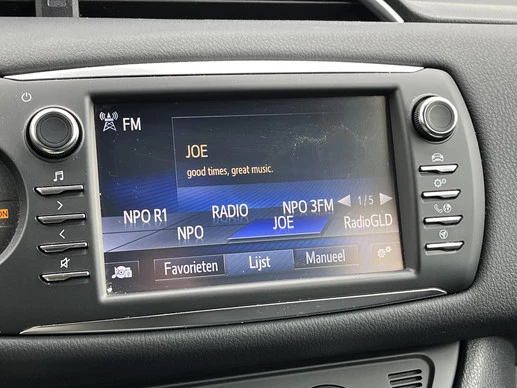 FM
JOE
good times, great music.
1 / 5
NPO R1 RADIO NPO 3FM
NPO JOE RadioGLD
Favorieten Lijst Manueel
ON